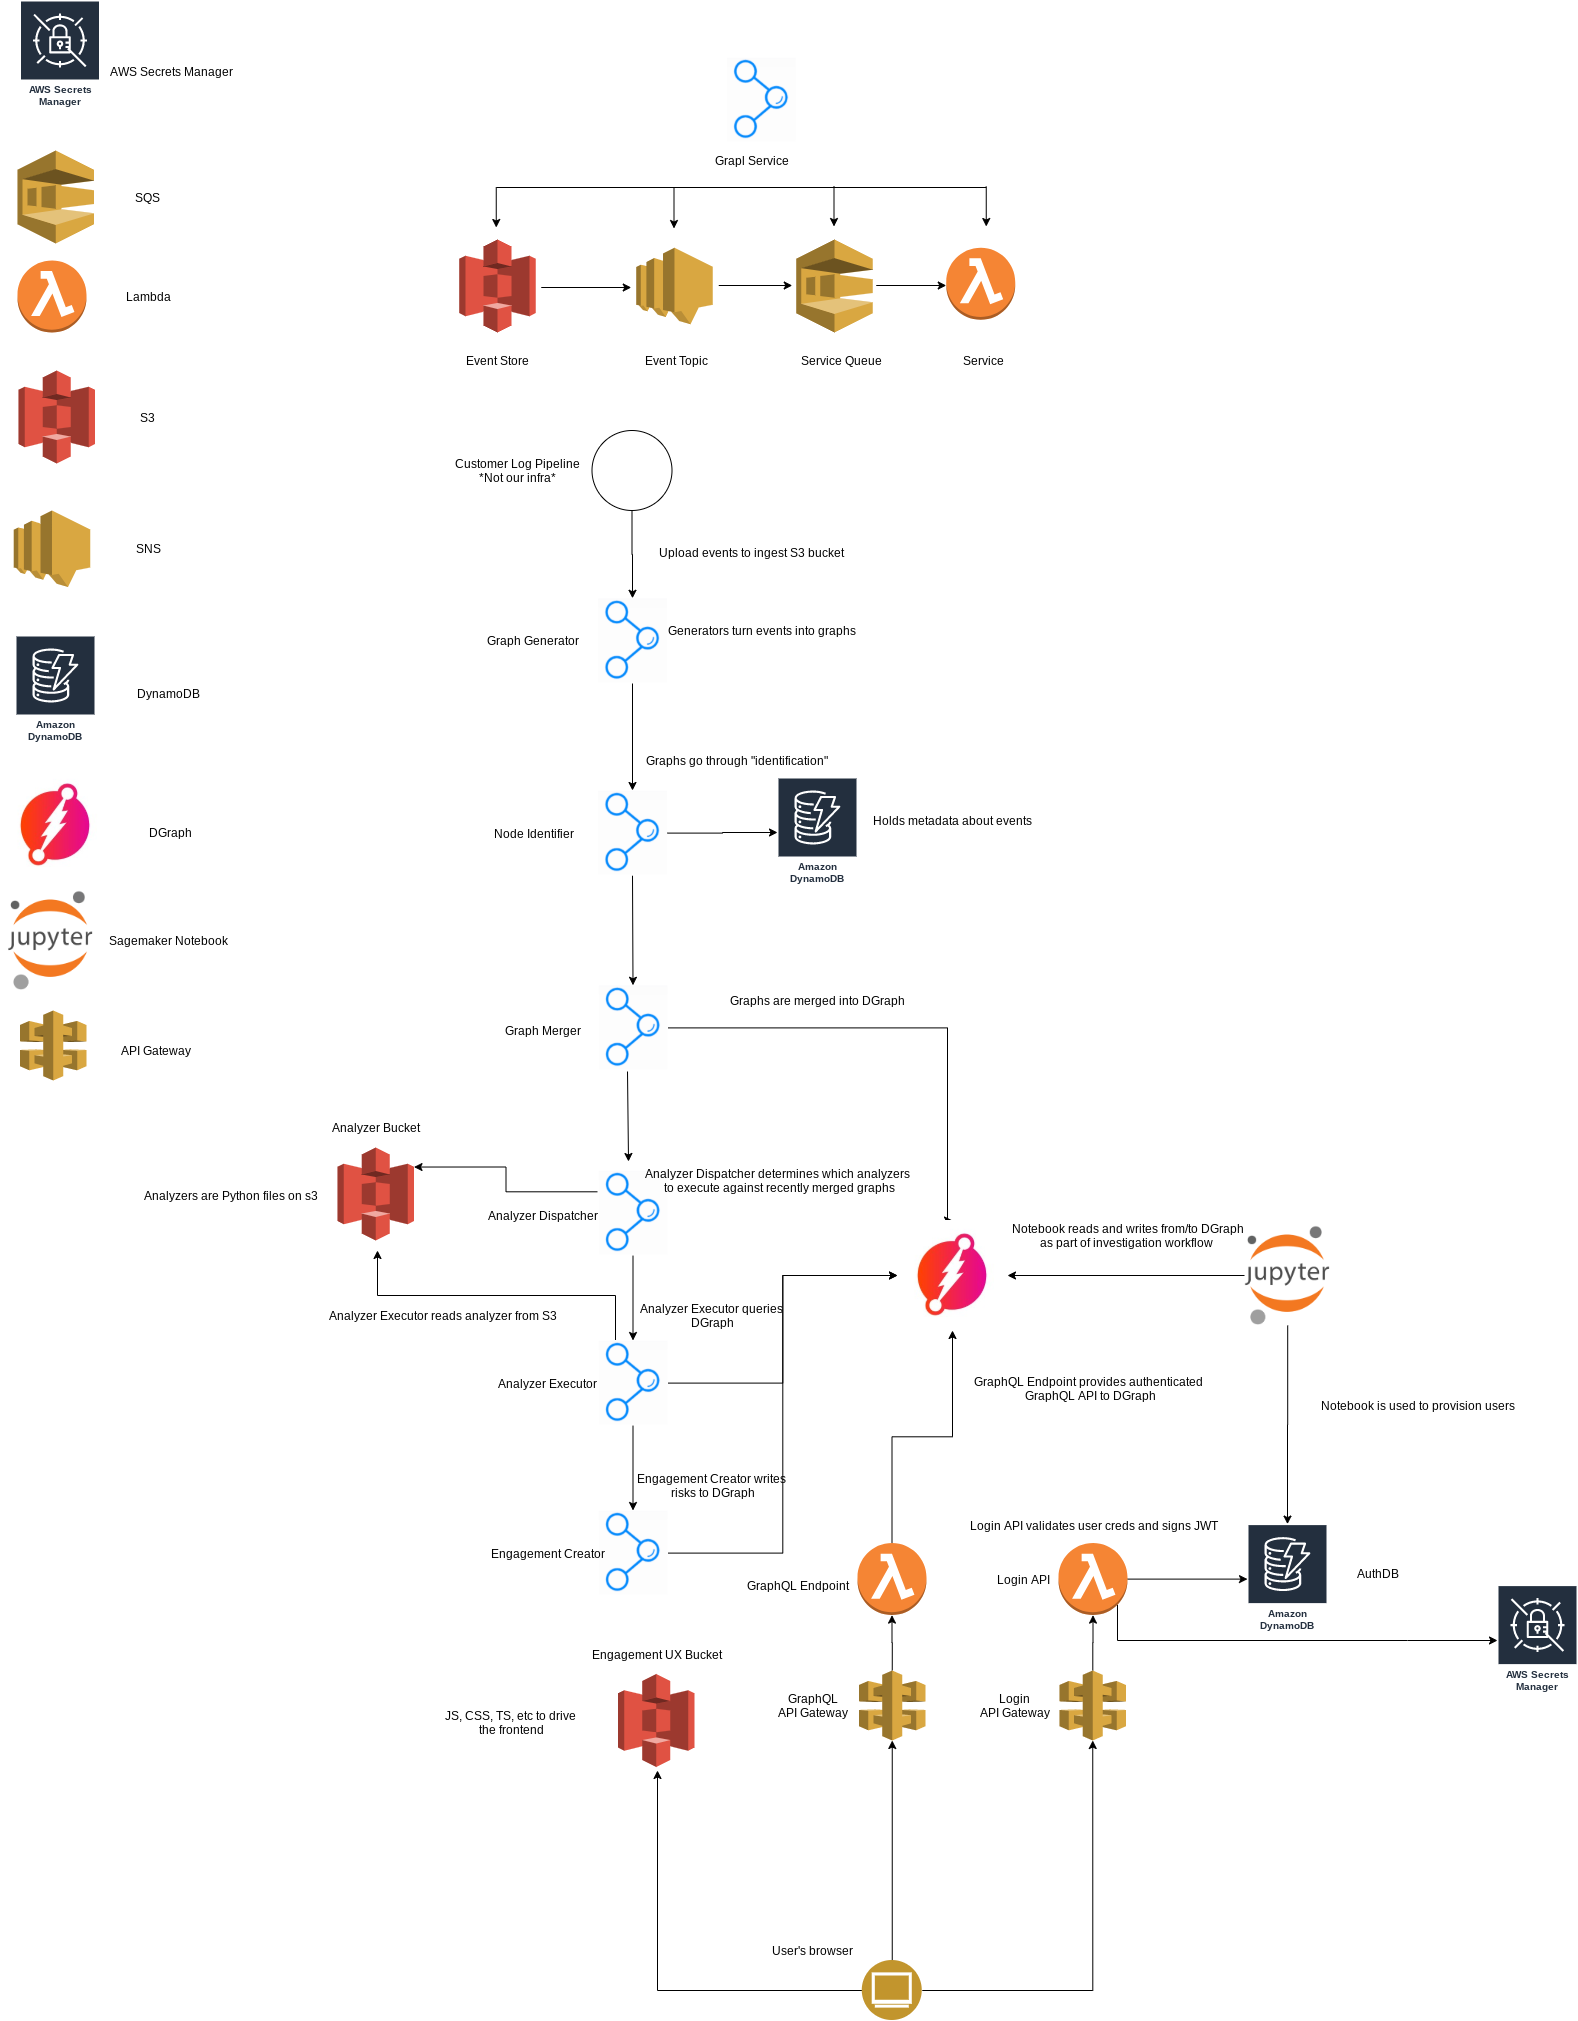 AWS Secrets Manager
AWS Secrets
Manager
SQS
Lambda
S3
SNS
DynamoDB
Amazon
DynamoDB
DGraph
jupyter
Sagemaker Notebook
API Gateway
Grapl Service
Event Store
Event Topic
Service Queue
Service
Customer Log Pipeline
*Not our infra*
Upload events to ingest S3 bucket
Graph Generator
Generators turn events into graphs
Graphs go through "identification"
Node Identifier
Amazon
DynamoDB
Holds metadata about events
Graph Merger
Graphs are merged into DGraph
Analyzer Bucket
Analyzers are Python files on s3
Analyzer Dispatcher
Analyzer Dispatcher determines which analyzers
to execute against recently merged graphs
Notebook reads and writes from/to DGraph
as part of investigation workflow
jupyter
Analyzer Executor reads analyzer from S3
Analyzer Executor queries
DGraph
Analyzer Executor
GraphQL Endpoint provides authenticated
GraphQL API to DGraph
Notebook is used to provision users
Engagement Creator writes
risks to DGraph
Engagement Creator
Login API validates user creds and signs JWT
GraphQL Endpoint
Login API
Amazon
DynamoDB
AuthDB
AWS Secrets
Manager
Engagement UX Bucket
JS, CSS, TS, etc to drive
the frontend
GraphQL
API Gateway
Login
API Gateway
User's browser